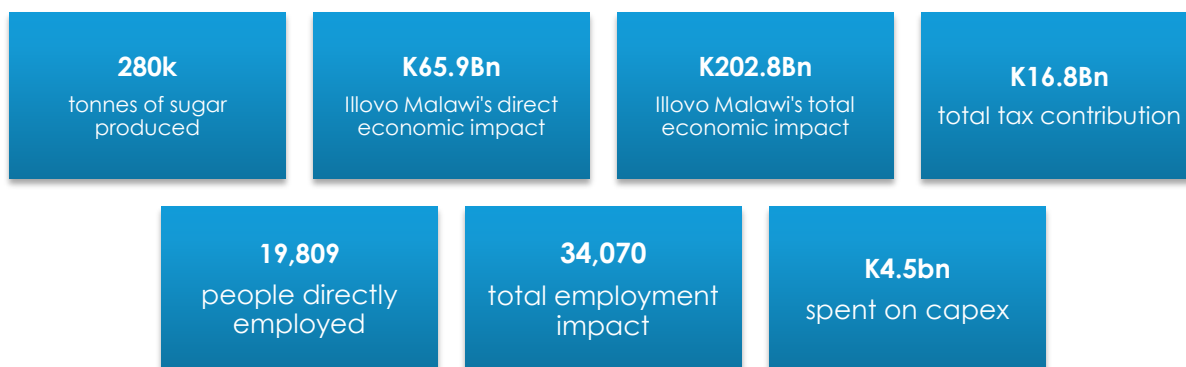 280k
tonnes of sugar
produced
K65.9Bn
Illovo Malawi's direct
economic impact
K202.8Bn
Illovo Malawi's total
economic impact
K16.8Bn
total tax contribution
19,809
people directly
employed
34,070
total employment
impact
K4.5bn
spent on capex